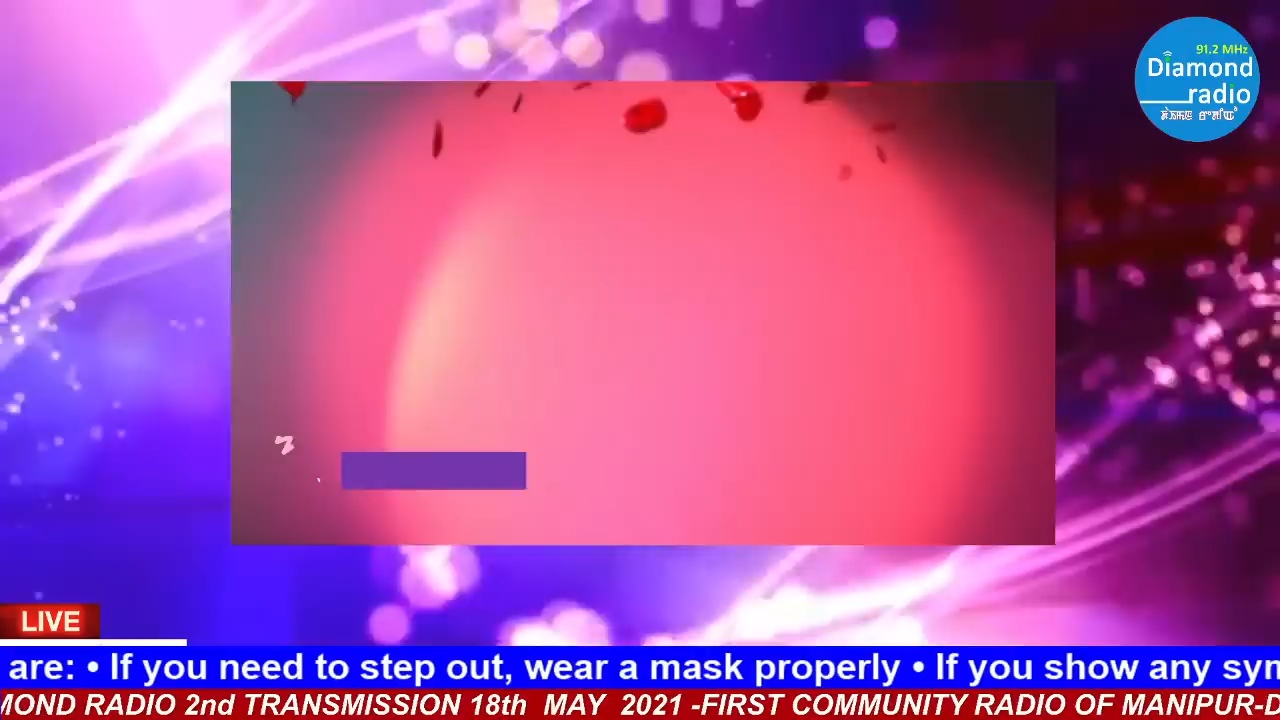 91.2 MHz
Diamond
radio
LIVE
are: • If you need to step out, wear a mask properly • If you show any
MOND RADIO 2nd TRANSMISSION 18th MAY 2021 -FIRST COMMUNITY RADIO OF MANIPUR-D